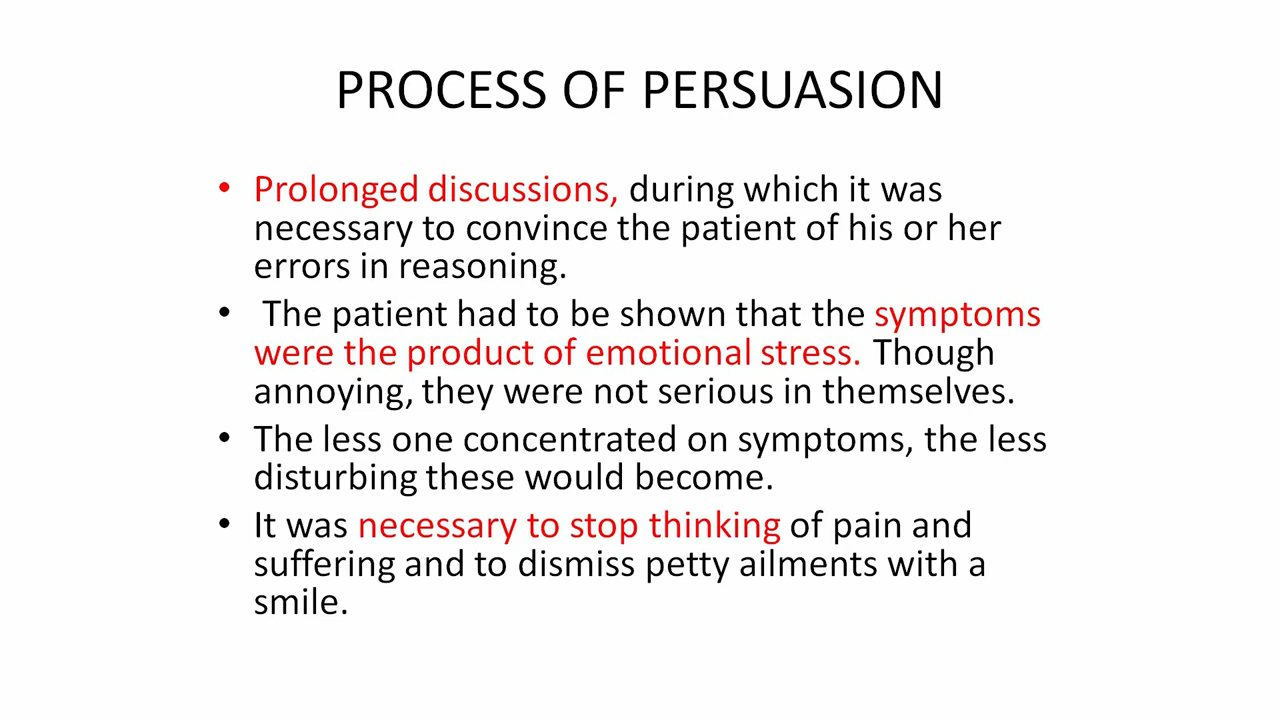 PROCESS OF PERSUASION
• Prolonged discussions, during which it was
necessary to convince the patient of his or her
errors in reasoning.
• The patient had to be shown that the symptoms
were the product of emotional stress. Though
annoying, they were not serious in themselves.
• The less one concentrated on symptoms, the less
disturbing these would become.
• It was necessary to stop thinking of pain and
suffering and to dismiss petty ailments with a
smile.